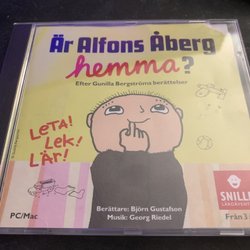 Är Alfons Åberg
hemma?
Efter Gunilla Bergströms berättelser
LeTA!
LeK!
LÄR!
SNILLE
Berättare: Björn Gustafson
Musik: Georg Riedel
PC/Mac
Från 3